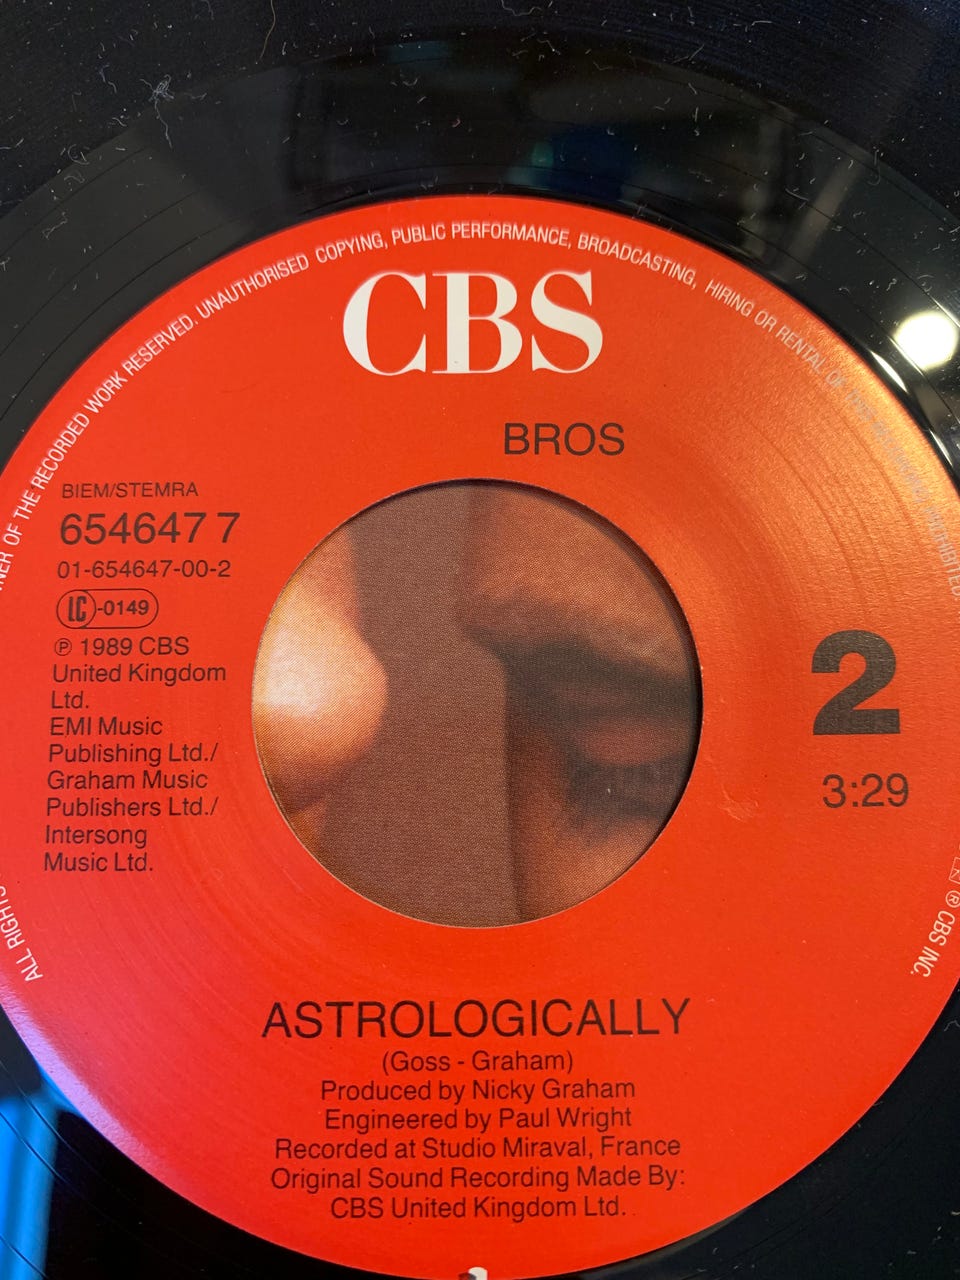 NER OF THE RECORDED WORK RESERVED. UNAUTHORISED COPYING, PUBLIC PERFORMANCE, BROADCASTING, HIRING OR RENTAL OF
CBS
BROS
BIEM/STEMRA
654647 7
01-654647-00-2
LC-0149
℗ 1989 CBS
United Kingdom
Ltd.
EMI Music
Publishing Ltd./
Graham Music
Publishers Ltd./
Intersong
Music Ltd.
2
3:29
ASTROLOGICALLY
(Goss - Graham)
Produced by Nicky Graham
Engineered by Paul Wright
Recorded at Studio Miraval, France
Original Sound Recording Made By:
CBS United Kingdom Ltd.
ALL RIGHTS
® CBS INC.